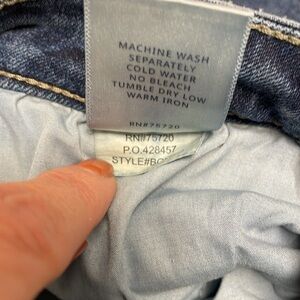 MACHINE WASH
SEPARATELY
COLD WATER
NO BLEACH
TUMBLE DRY LOW
WARM IRON
RN#75720
RN#75720
P.O.428457